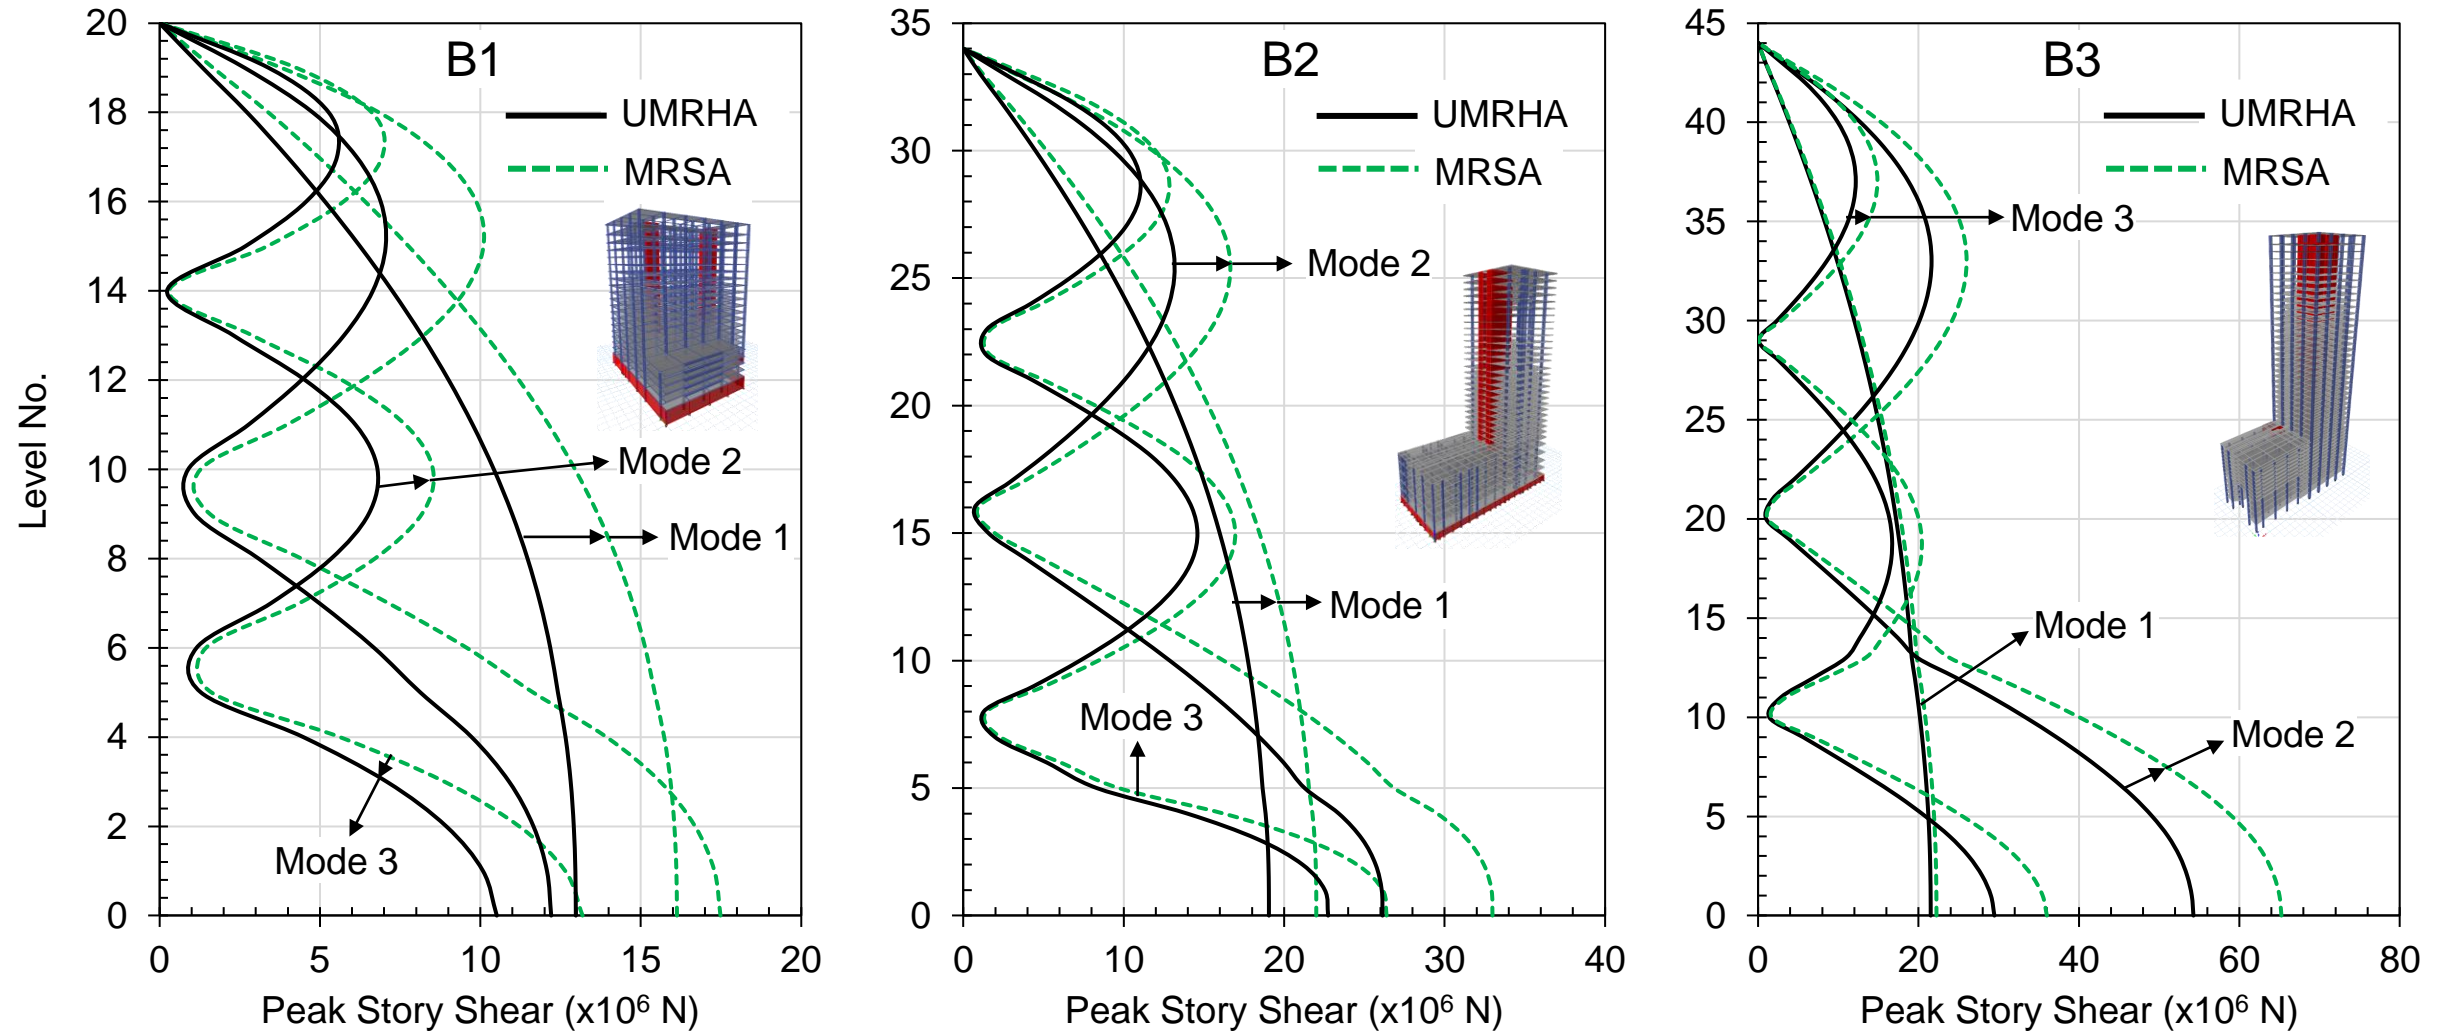 Level No.
B1
UMRHA
MRSA
Mode 2
Mode 1
Mode 3
20
18
16
14
12
10
8
6
4
2
0
0 5 10 15 20
Peak Story Shear (x10⁶ N)
B2
UMRHA
MRSA
Mode 2
Mode 1
Mode 3
35
30
25
20
15
10
5
0
0 10 20 30 40
Peak Story Shear (x10⁶ N)
B3
UMRHA
MRSA
Mode 3
Mode 1
Mode 2
45
40
35
30
25
20
15
10
5
0
0 20 40 60 80
Peak Story Shear (x10⁶ N)